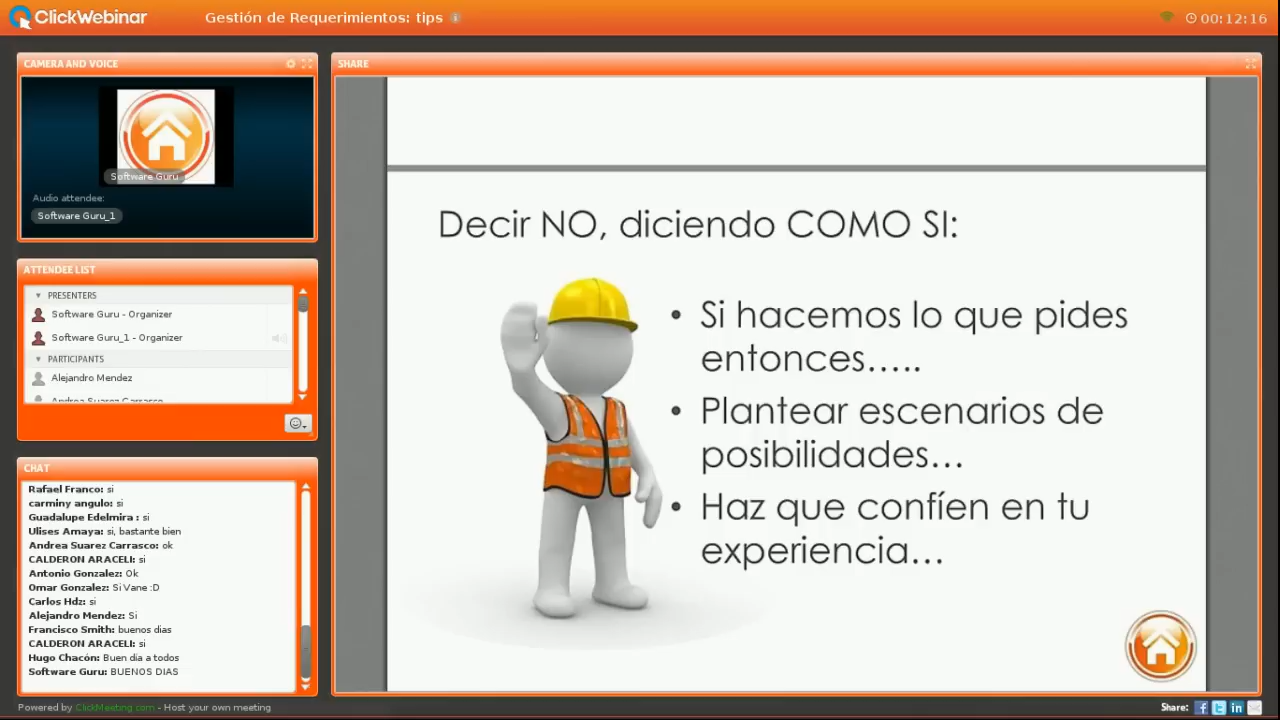 ClickWebinar
Gestión de Requerimientos: tips
00:12:16
CAMERA AND VOICE
Software Guru
Audio attendee:
Software Guru_1
ATTENDEE LIST
PRESENTERS
Software Guru - Organizer
Software Guru_1 - Organizer
PARTICIPANTS
Alejandro Mendez
Andrea Suarez Carrasco
CHAT
Rafael Franco: si
carminy angulo: si
Guadalupe Edelmira : si
Ulises Amaya: si, bastante bien
Andrea Suarez Carrasco: ok
CALDERON ARACELI: si
Antonio Gonzalez: Ok
Omar Gonzalez: Si Vane :D
Carlos Hdz: si
Alejandro Mendez: Si
Francisco Smith: buenos dias
CALDERON ARACELI: si
Hugo Chacón: Buen día a todos
Software Guru: BUENOS DIAS
SHARE
Decir NO, diciendo COMO SI:
• Si hacemos lo que pides
entonces.....
• Plantear escenarios de
posibilidades...
• Haz que confíen en tu
experiencia...
Powered by ClickMeeting.com - Host your own meeting
Share: